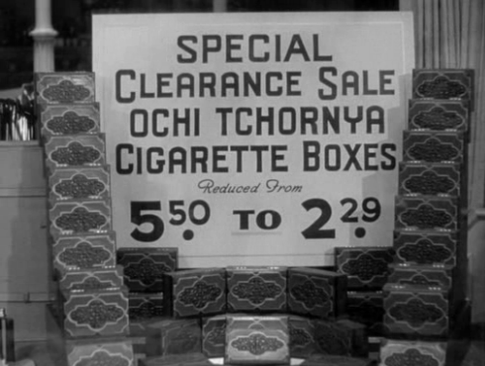 SPECIAL
CLEARANCE SALE
OCHI TCHORNYA
CIGARETTE BOXES
Reduced From
5.50 TO 2.29